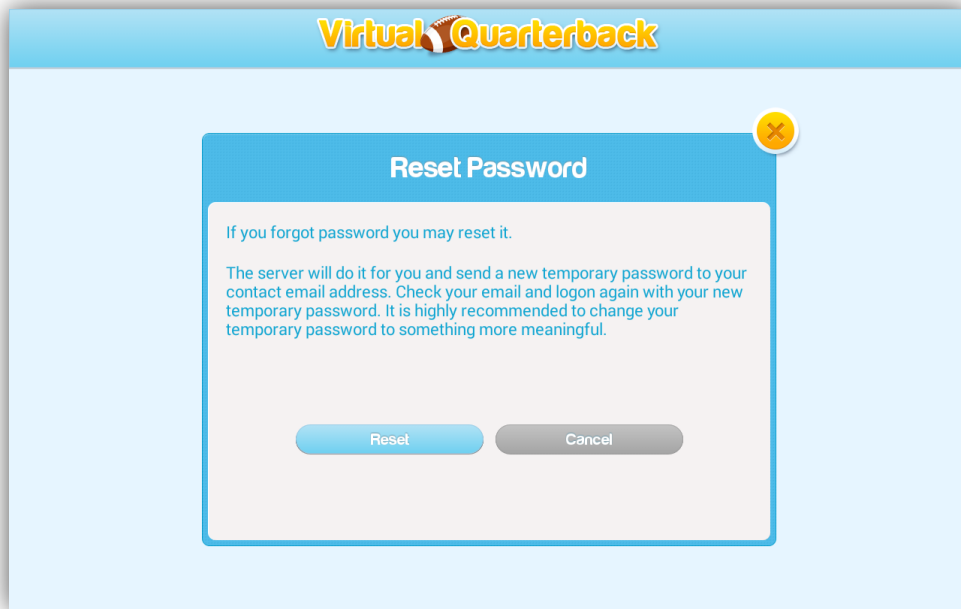 Virtual Quarterback
Reset Password
If you forgot password you may reset it.
The server will do it for you and send a new temporary password to your
contact email address. Check your email and logon again with your new
temporary password. It is highly recommended to change your
temporary password to something more meaningful.
Reset Cancel